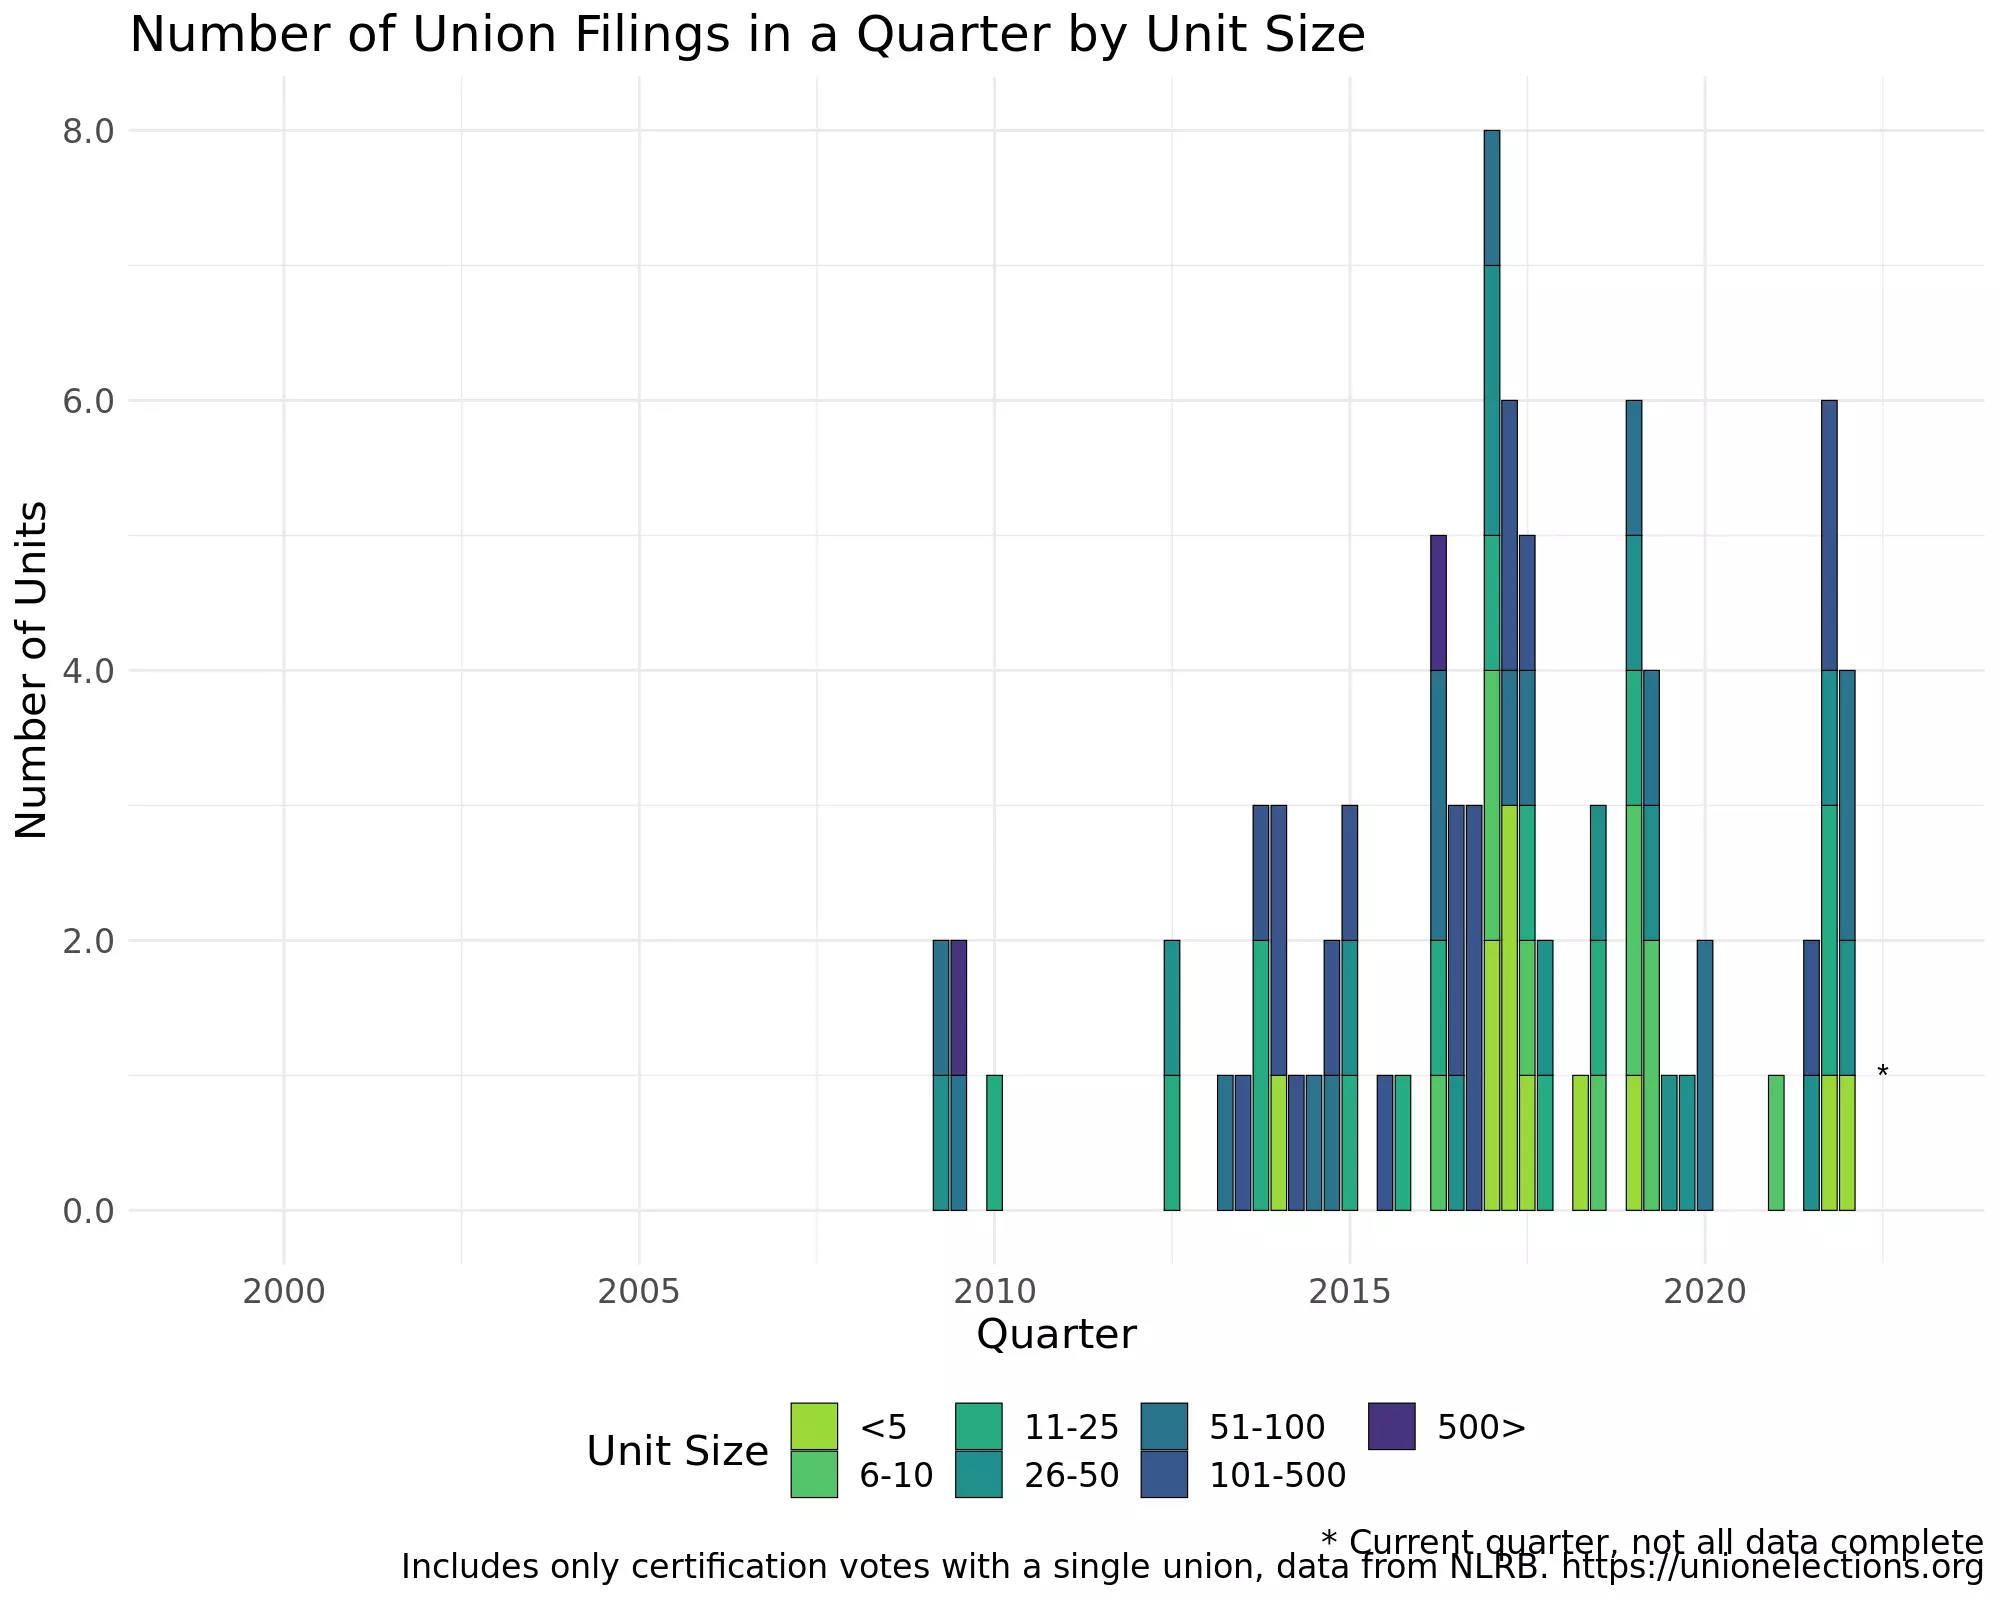 Number of Union Filings in a Quarter by Unit Size
Number of Units
8.0
6.0
4.0
2.0
0.0
*
2000 2005 2010 2015 2020
Quarter
Unit Size
<5 11-25 51-100 500>
6-10 26-50 101-500
* Current quarter, not all data complete
Includes only certification votes with a single union, data from NLRB. https://unionelections.org